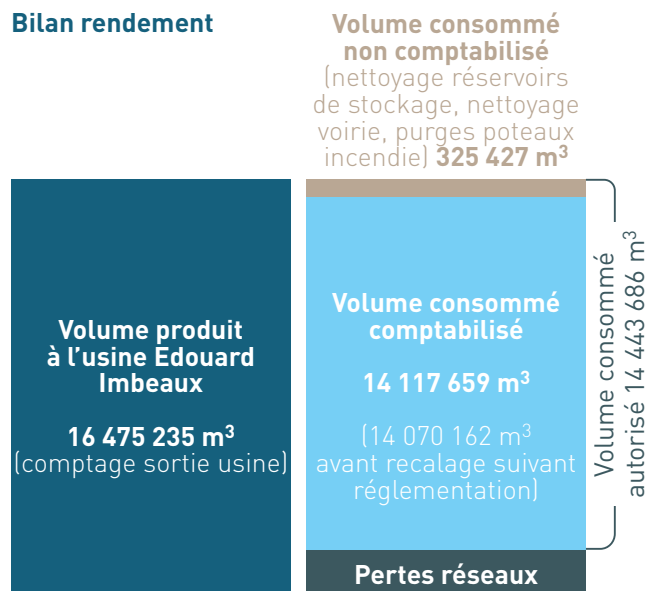 Bilan rendement
Volume consommé
non comptabilisé
(nettoyage réservoirs
de stockage, nettoyage
voirie, purges poteaux
incendie) 325 427 m³
Volume produit
à l’usine Edouard
Imbeaux
16 475 235 m³
(comptage sortie usine)
Volume consommé
comptabilisé
14 117 659 m³
(14 070 162 m³
avant recalage suivant
réglementation)
Pertes réseaux
Volume consommé
autorisé 14 443 686 m³